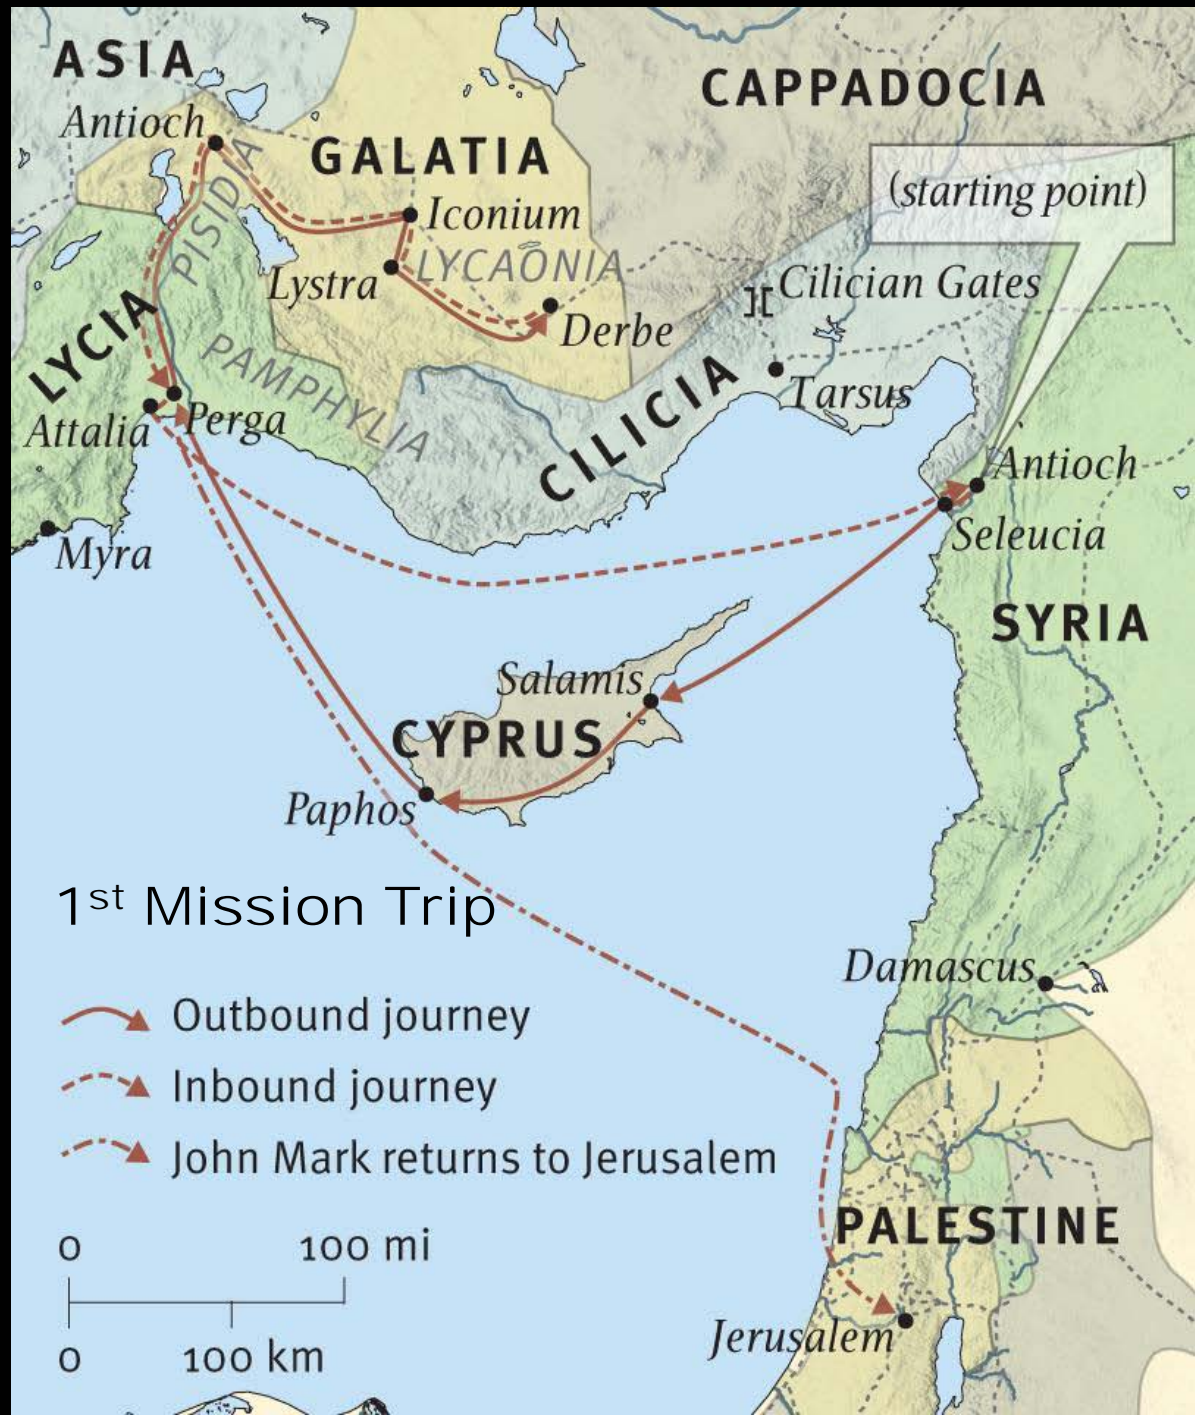 ASIA
CAPPADOCIA
Antioch
GALATIA
(starting point)
PISIDIA
Iconium
LYCAONIA
Lystra
Cilician Gates
Derbe
LYCIA
PAMPHYLIA
CILICIA
Tarsus
Attalia
Perga
Antioch
Seleucia
Myra
SYRIA
Salamis
CYPRUS
Paphos
1st Mission Trip
Damascus
Outbound journey
Inbound journey
John Mark returns to Jerusalem
PALESTINE
0 100 mi
Jerusalem
0 100 km